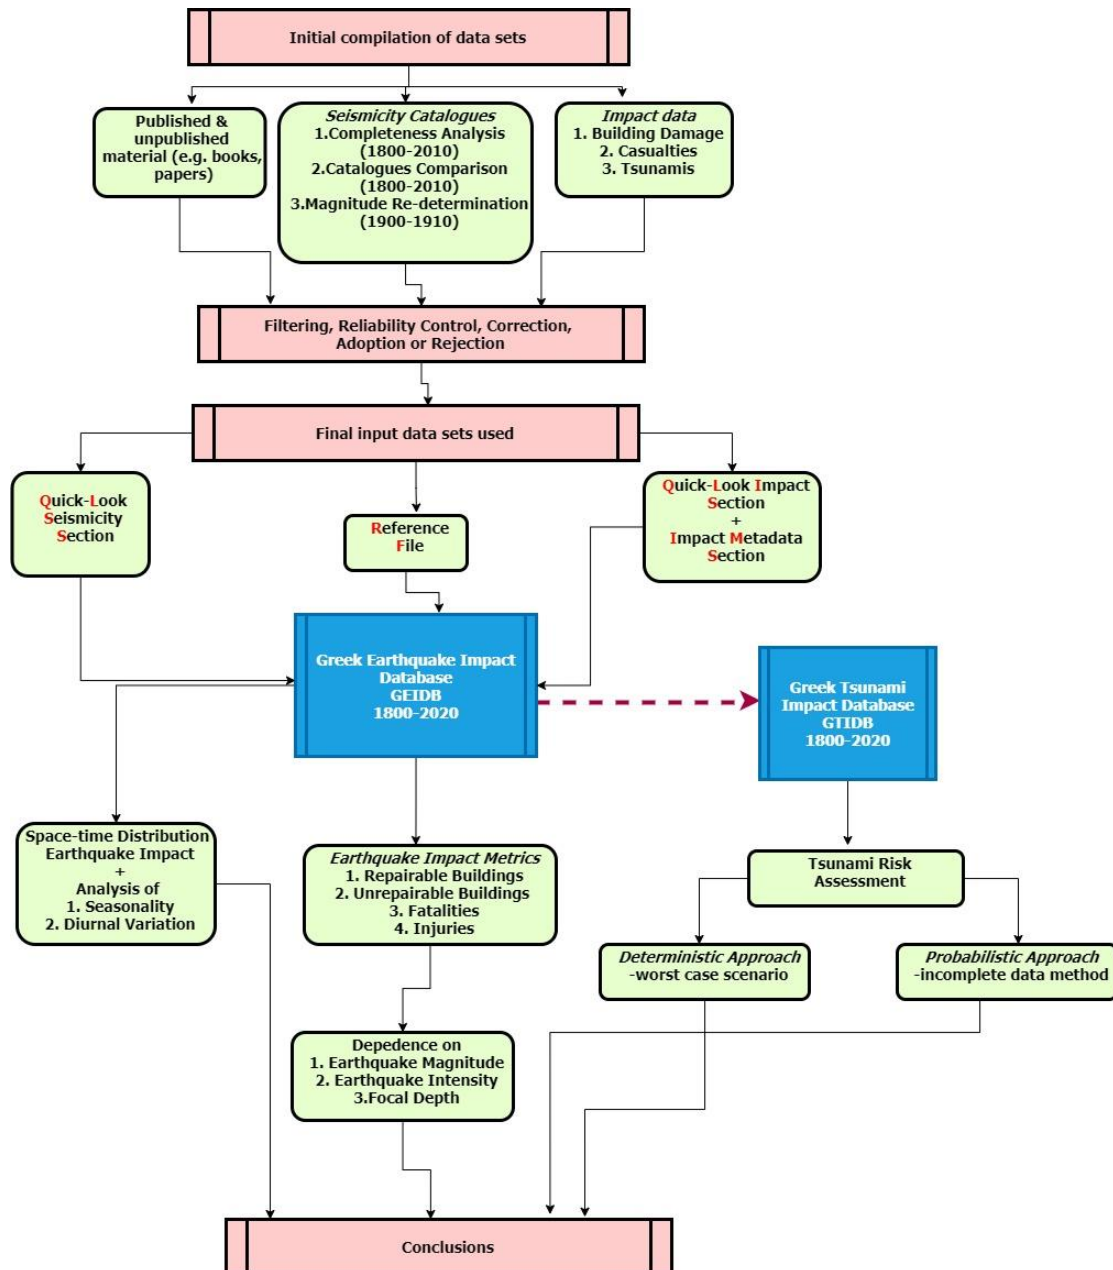 Initial compilation of data sets
Published &
unpublished
material (e.g. books,
papers)
Seismicity Catalogues
1.Completeness Analysis
(1800-2010)
2.Catalogues Comparison
(1800-2010)
3.Magnitude Re-determination
(1900-1910)
Impact data
1. Building Damage
2. Casualties
3. Tsunamis
Filtering, Reliability Control, Correction,
Adoption or Rejection
Final input data sets used
Quick-Look
Seismicity
Section
Reference
File
Quick-Look Impact
Section
+
Impact Metadata
Section
Greek Earthquake Impact
Database
GEIDB
1800-2020
Greek Tsunami
Impact Database
GTIDB
1800-2020
Space-time Distribution
Earthquake Impact
+
Analysis of
1. Seasonality
2. Diurnal Variation
Earthquake Impact Metrics
1. Repairable Buildings
2. Unrepairable Buildings
3. Fatalities
4. Injuries
Tsunami Risk
Assessment
Deterministic Approach
-worst case scenario
Probabilistic Approach
-incomplete data method
Depedence on
1. Earthquake Magnitude
2. Earthquake Intensity
3.Focal Depth
Conclusions